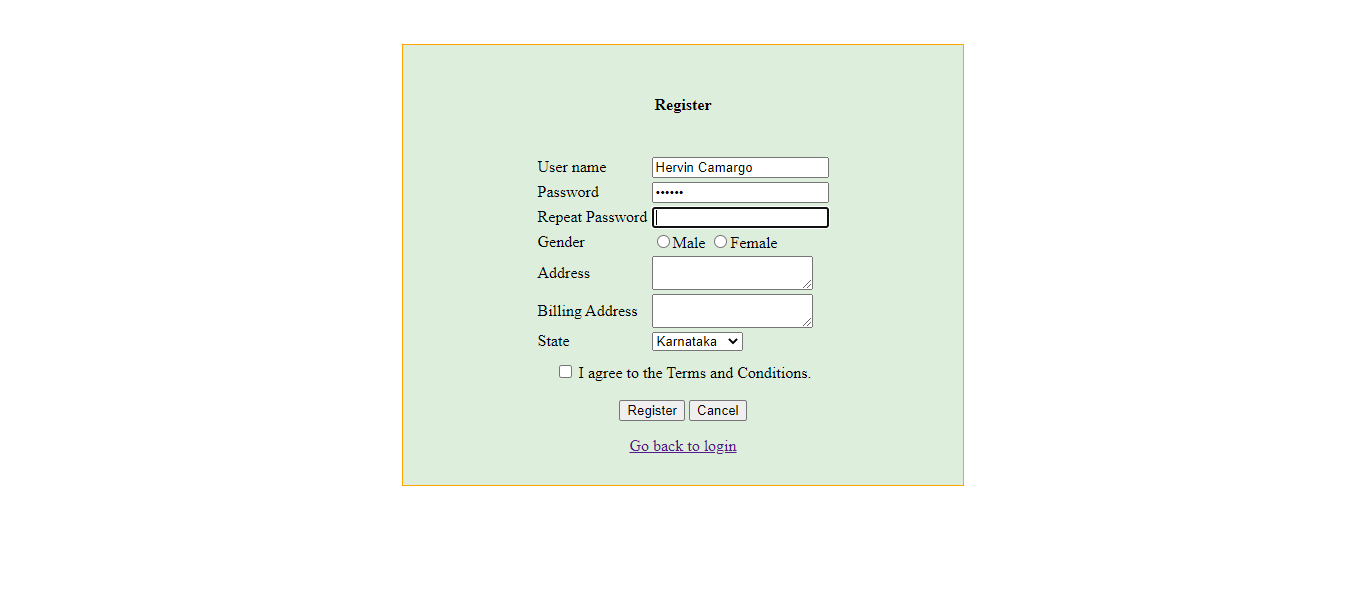 Register
User name Hervin Camargo
Password ••••••
Repeat Password
Gender Male Female
Address
Billing Address
State Karnataka
I agree to the Terms and Conditions.
Register Cancel
Go back to login